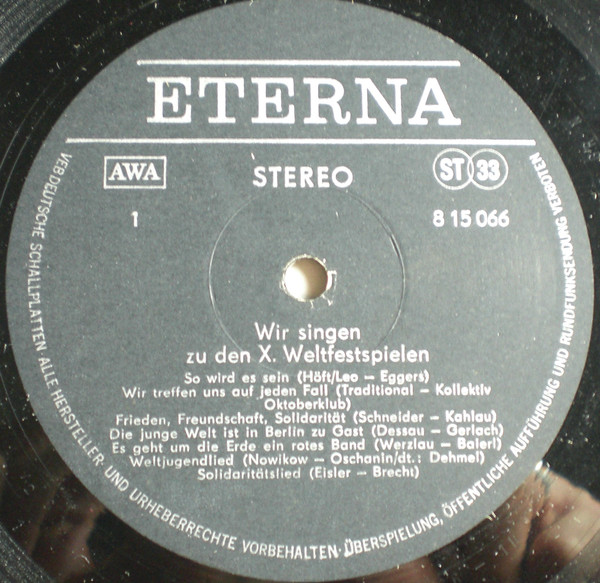 ETERNA
AWA
STEREO
ST 33
1
8 15 066
Wir singen
zu den X. Weltfestspielen
So wird es sein (Höft/Leo – Eggers)
Wir treffen uns auf jeden Fall (Traditional – Kollektiv
Oktoberklub)
Frieden, Freundschaft, Solidarität (Schneider – Kahlau)
Die junge Welt ist in Berlin zu Gast (Dessau – Gerlach)
Es geht um die Erde ein rotes Band (Werzlau – Baierl)
Weltjugendlied (Nowikow – Oschanin/dt.: Dehmel)
Solidaritätslied (Eisler – Brecht)
VEB DEUTSCHE SCHALLPLATTEN ALLE HERSTELLER- UND URHEBERRECHTE VORBEHALTEN · ÜBERSPIELUNG, ÖFFENTLICHE AUFFÜHRUNG UND RUNDFUNKSENDUNG VERBOTEN